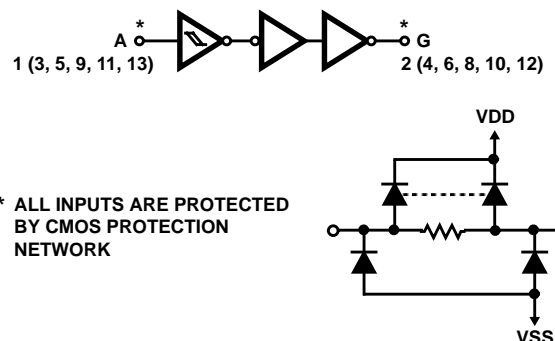 * *
A G
1 (3, 5, 9, 11, 13) 2 (4, 6, 8, 10, 12)
VDD
* ALL INPUTS ARE PROTECTED
BY CMOS PROTECTION
NETWORK
VSS